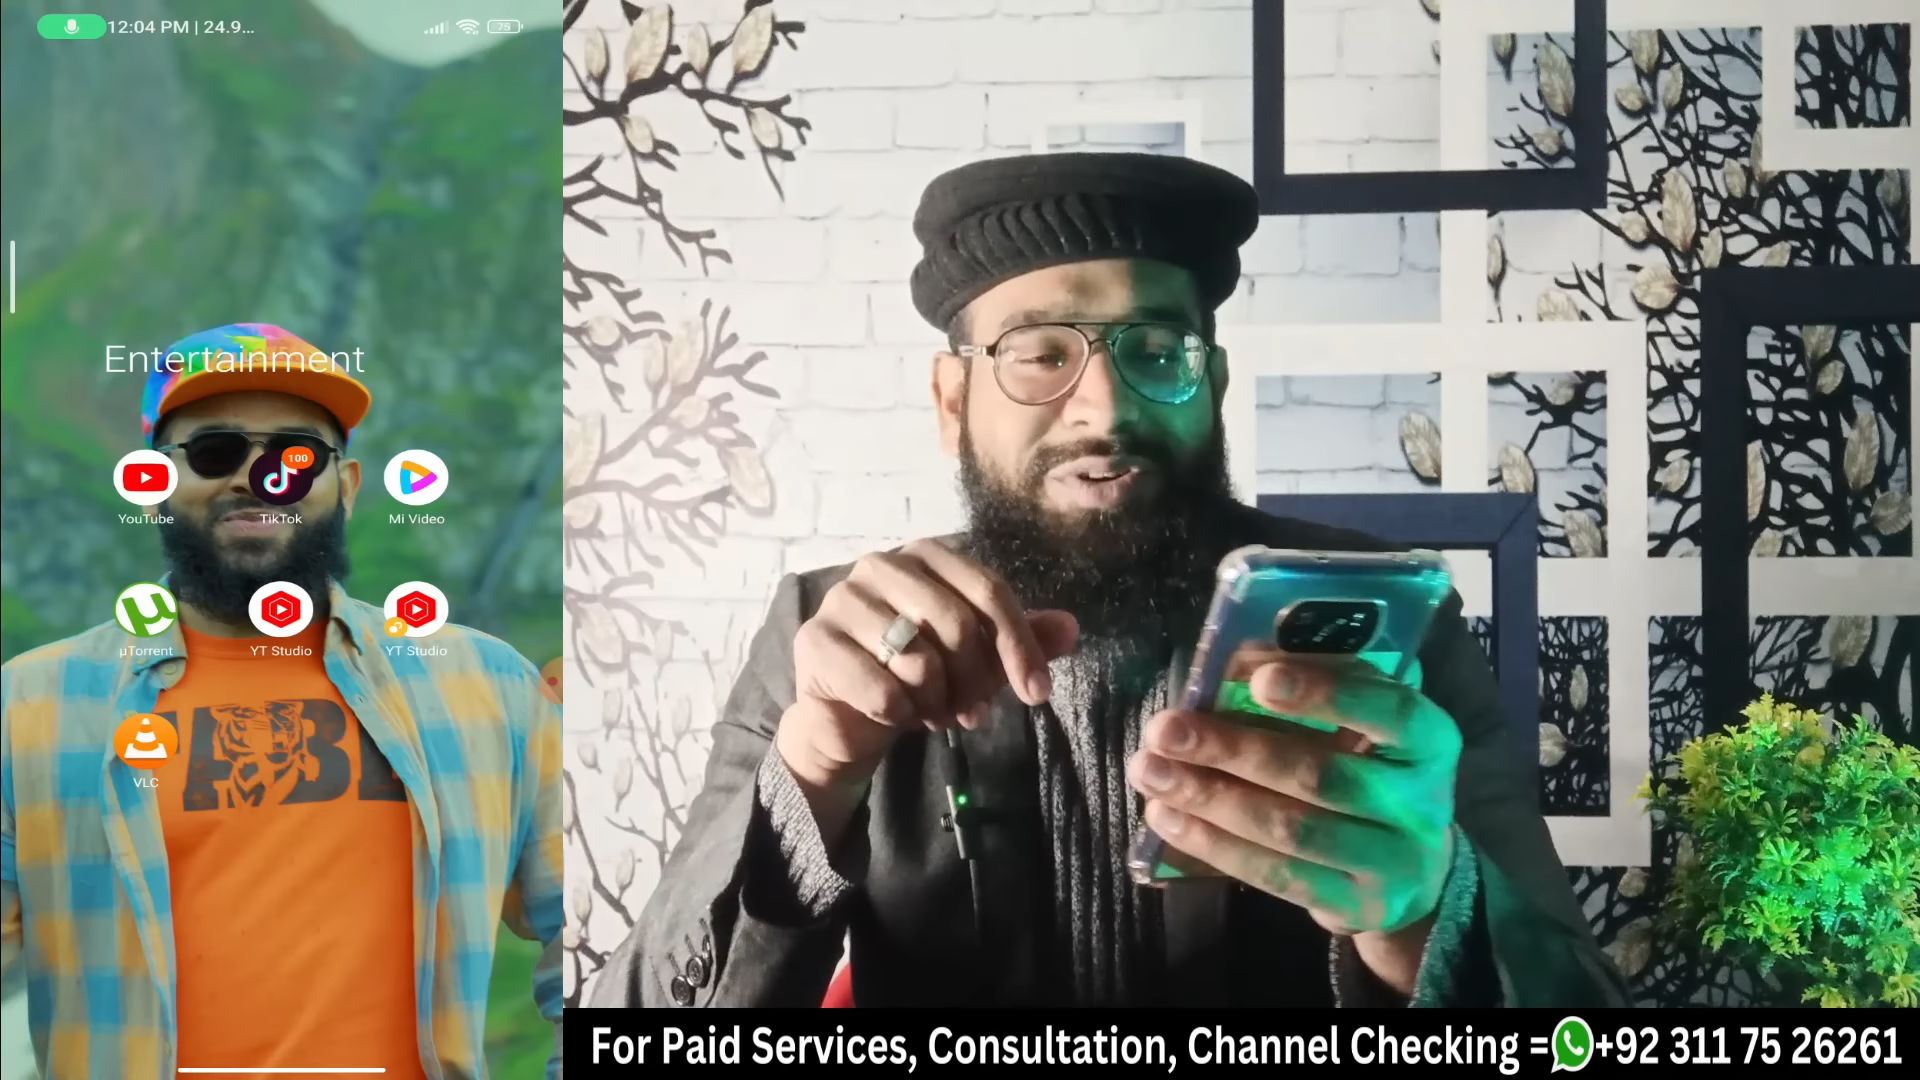 12:04 PM | 24.9...
75
Entertainment
100
YouTube
TikTok
Mi Video
μTorrent
YT Studio
YT Studio
VLC
For Paid Services, Consultation, Channel Checking = +92 311 75 26261